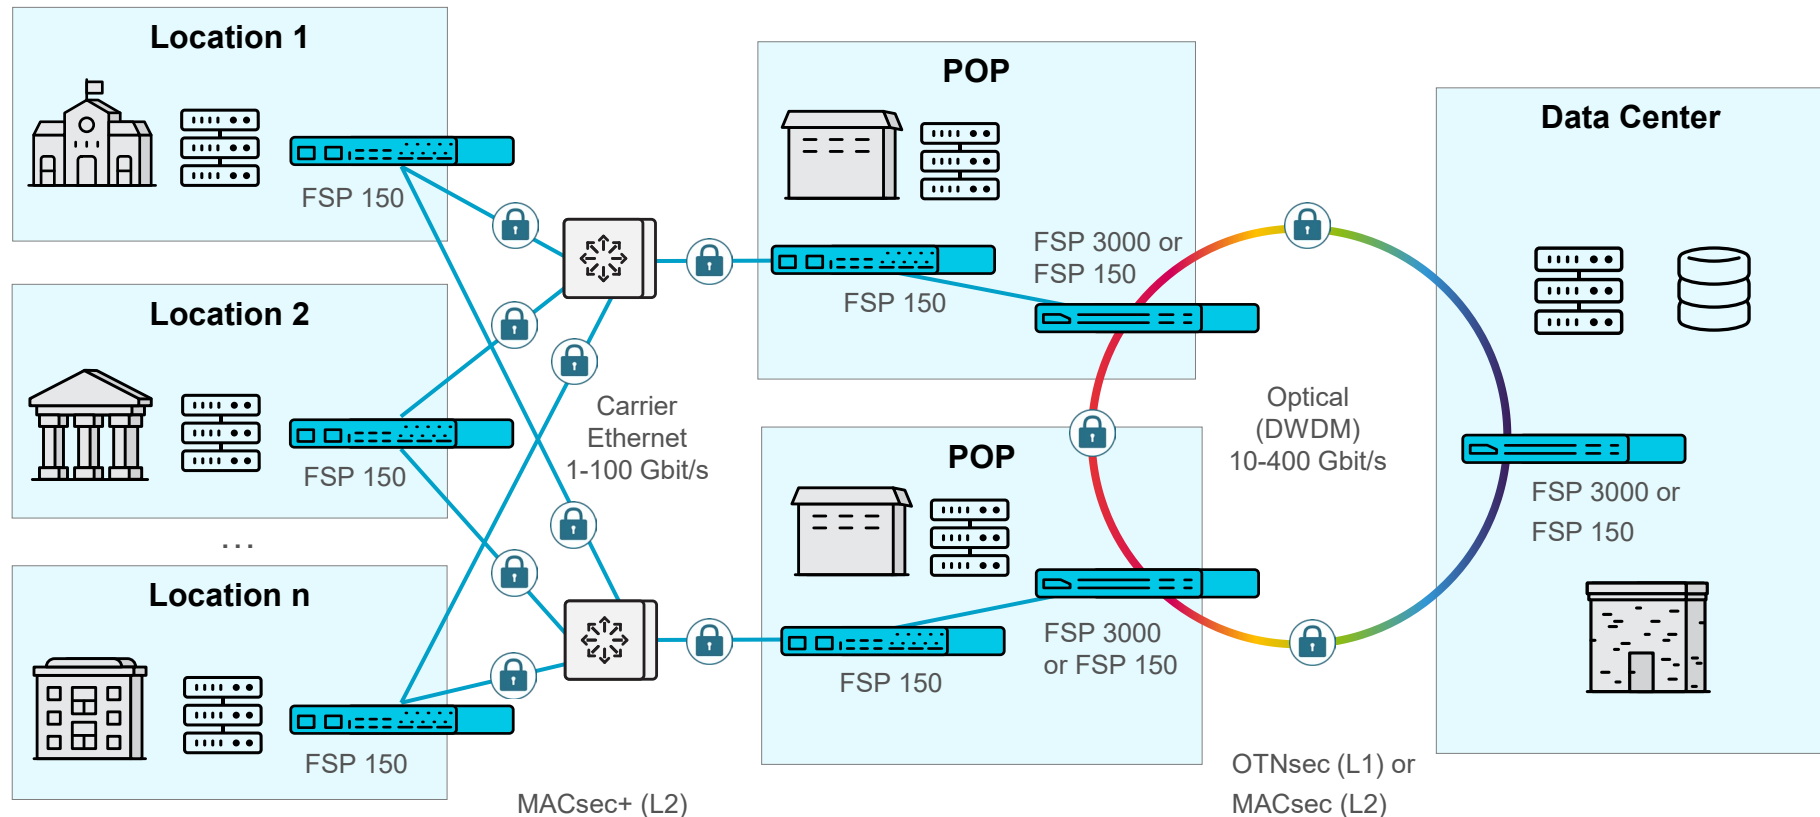 Location 1
FSP 150
Location 2
FSP 150
...
Location n
FSP 150
Carrier
Ethernet
1-100 Gbit/s
MACsec+ (L2)
POP
FSP 150
FSP 3000 or
FSP 150
POP
FSP 150
FSP 3000
or FSP 150
Optical
(DWDM)
10-400 Gbit/s
OTNsec (L1) or
MACsec (L2)
Data Center
FSP 3000 or
FSP 150